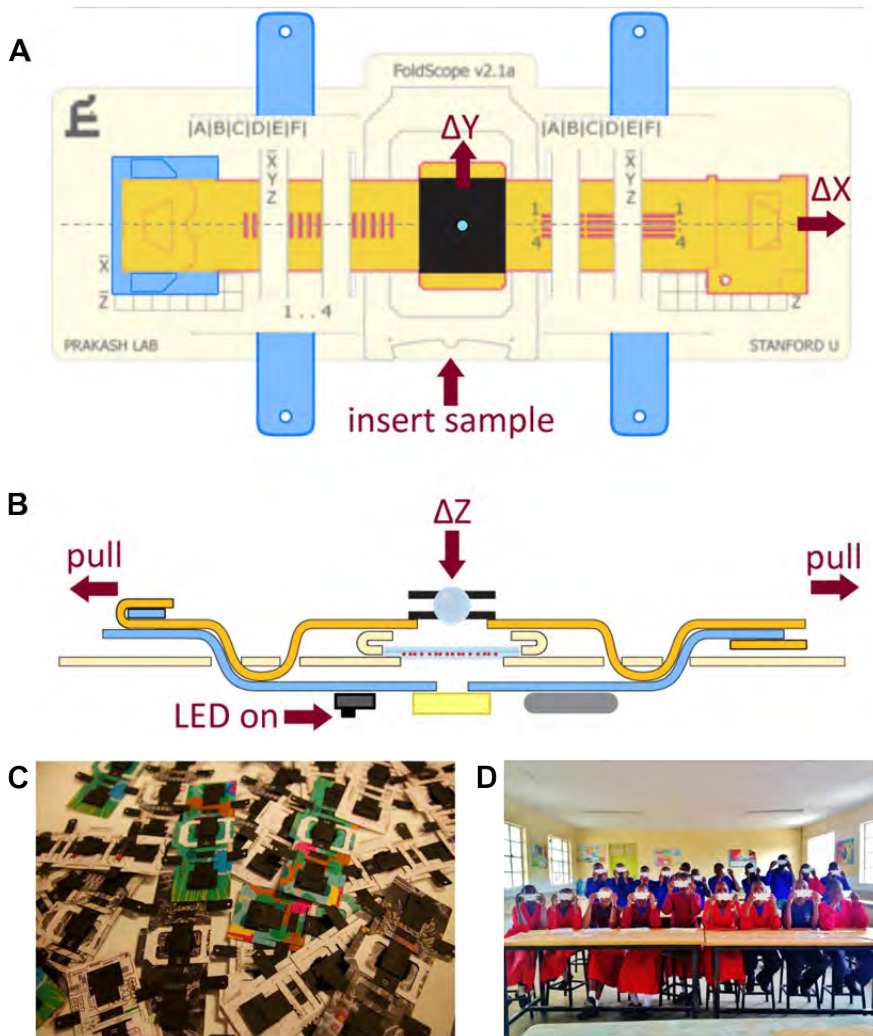 A
FoldScope v2.1a
|A|B|C|D|E|F|
ΔY
|A|B|C|D|E|F|
X
Y
Z
X
Y
Z
ΔX
1
4
1
4
X
Z
1 . . 4
Z
PRAKASH LAB
STANFORD U
insert sample
B
ΔZ
pull
pull
LED on
C
D